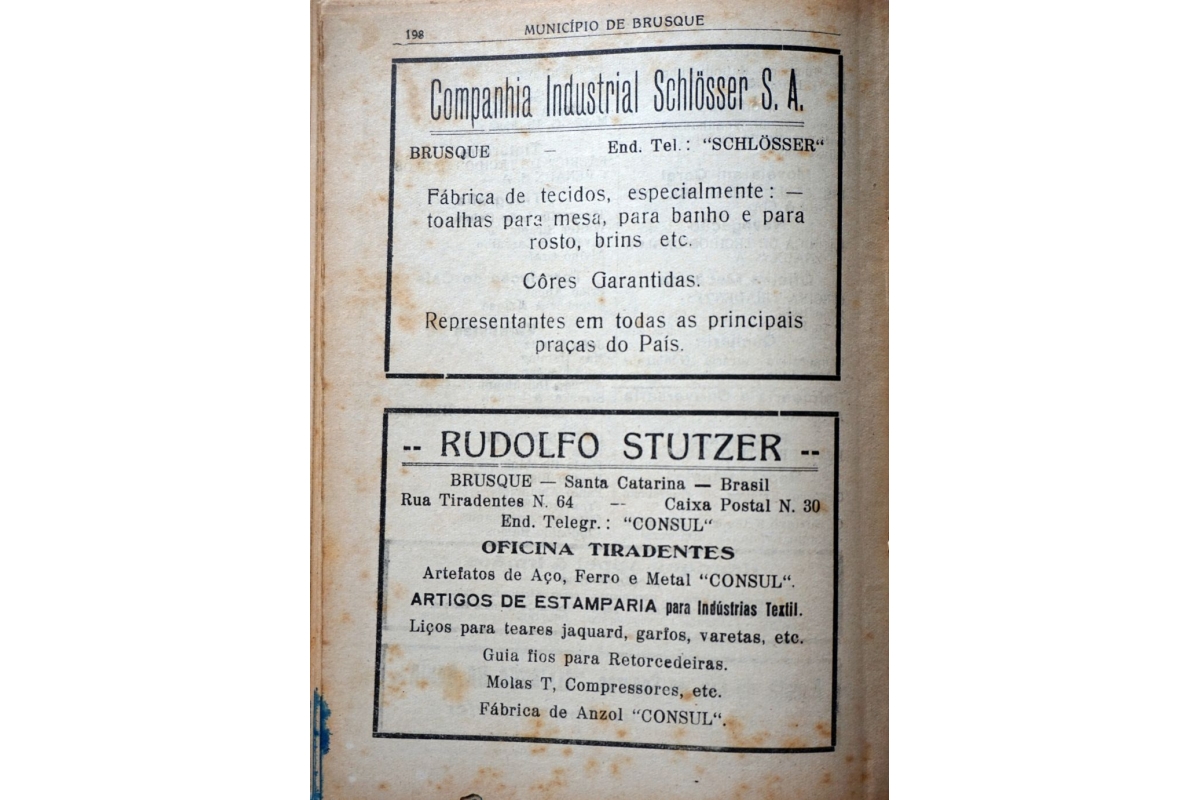 198
MUNICÍPIO DE BRUSQUE
Companhia Industrial Schlösser S. A.
BRUSQUE — End. Tel.: "SCHLÖSSER"
Fábrica de tecidos, especialmente: —
toalhas para mesa, para banho e para
rosto, brins etc.
Côres Garantidas.
Representantes em todas as principais
praças do País.
-- RUDOLFO STUTZER --
BRUSQUE — Santa Catarina — Brasil
Rua Tiradentes N. 64 — Caixa Postal N. 30
End. Telegr.: "CONSUL"
OFICINA TIRADENTES
Artefatos de Aço, Ferro e Metal "CONSUL".
ARTIGOS DE ESTAMPARIA para Indústrias Textil.
Liços para teares jaquard, garfos, varetas, etc.
Guia fios para Retorcedeiras.
Molas T, Compressores, etc.
Fábrica de Anzol "CONSUL".